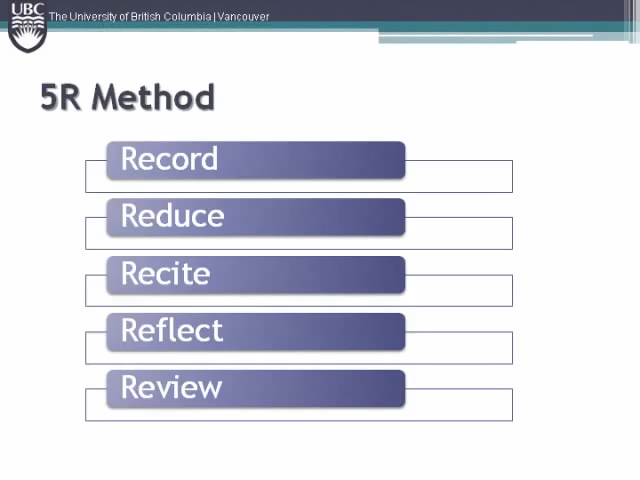 UBC
The University of British Columbia | Vancouver
5R Method
Record
Reduce
Recite
Reflect
Review